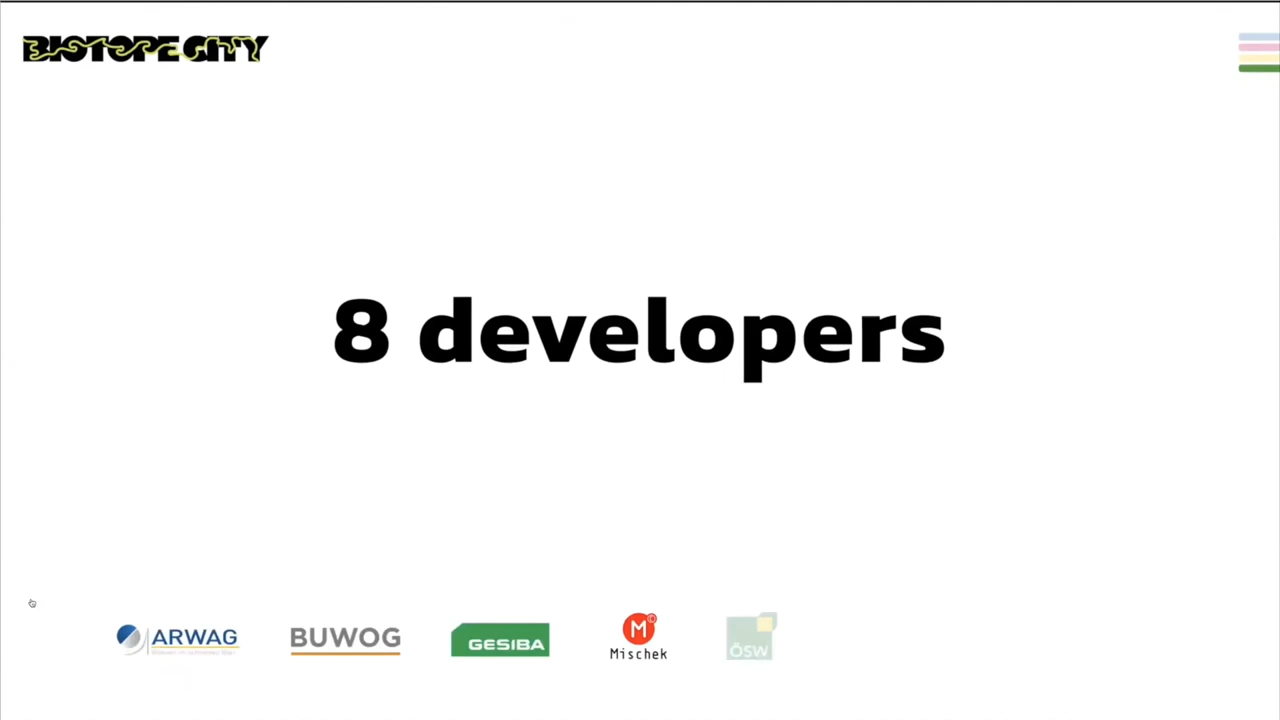 BIOTOPE CITY
8 developers
ARWAG
BUWOG
GESIBA
M
Mischek
ÖSW